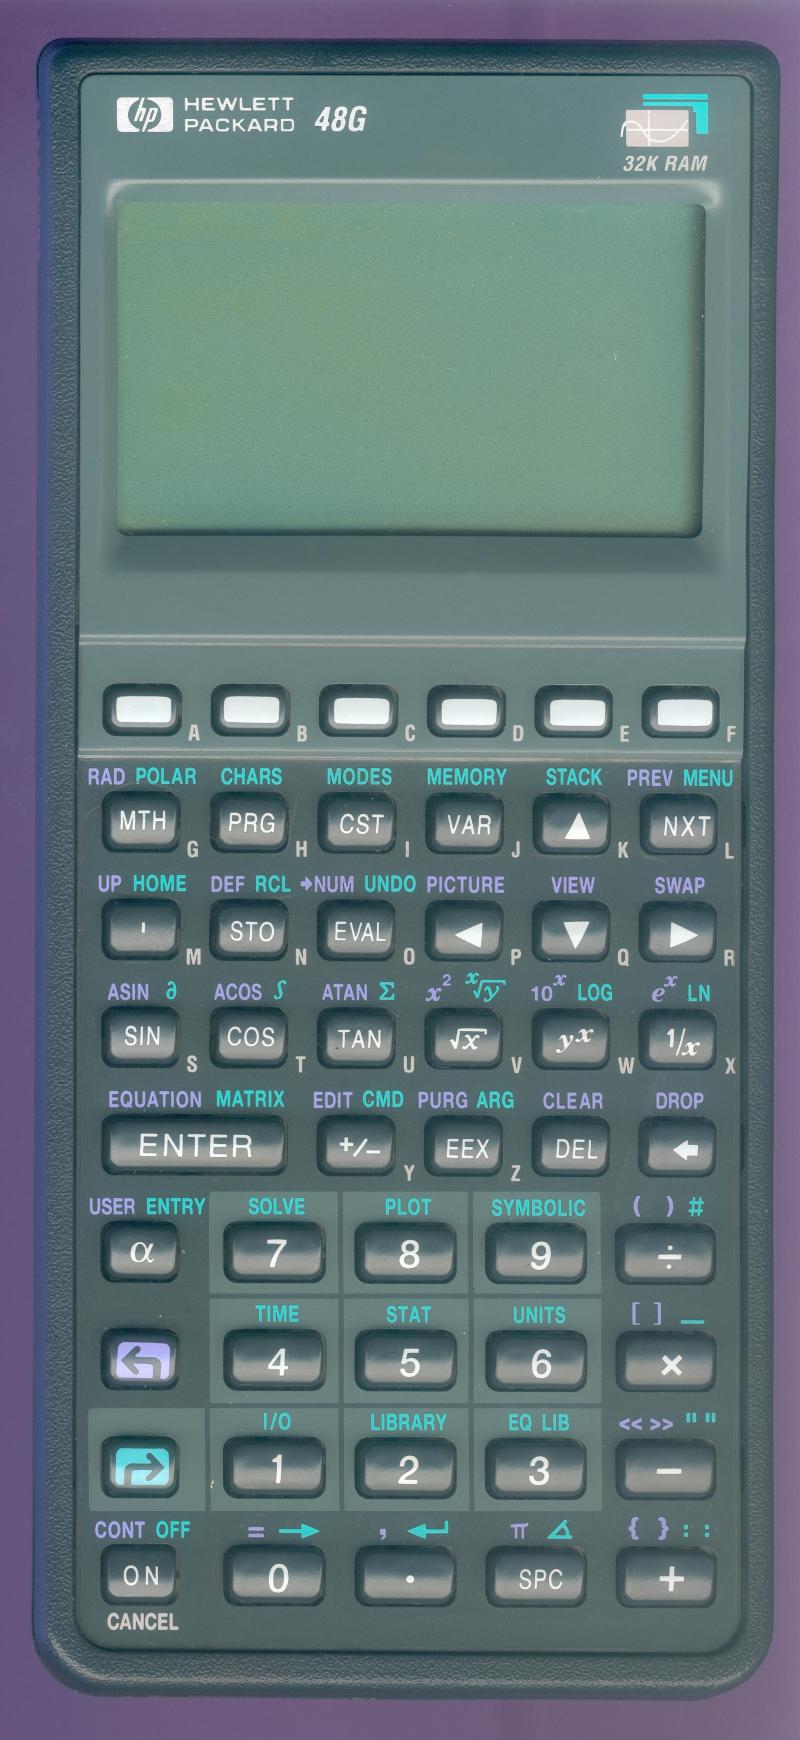 hp HEWLETT PACKARD 48G
32K RAM
A B C D E F
RAD POLAR CHARS MODES MEMORY STACK PREV MENU
MTH G PRG H CST I VAR J ▲ K NXT L
UP HOME DEF RCL →NUM UNDO PICTURE VIEW SWAP
' M STO N EVAL O ◀ P ▼ Q ▶ R
ASIN ∂ ACOS ∫ ATAN Σ x² ˣ√y 10ˣ LOG eˣ LN
SIN S COS T TAN U √x V yˣ W 1/x X
EQUATION MATRIX EDIT CMD PURG ARG CLEAR DROP
ENTER +/− Y EEX Z DEL ←
USER ENTRY SOLVE PLOT SYMBOLIC ( ) #
α 7 8 9 ÷
TIME STAT UNITS [ ] _
4 5 6 ×
I/O LIBRARY EQ LIB << >> " "
1 2 3 −
CONT OFF = → , ↵ π ∡ { } : :
ON 0 . SPC +
CANCEL